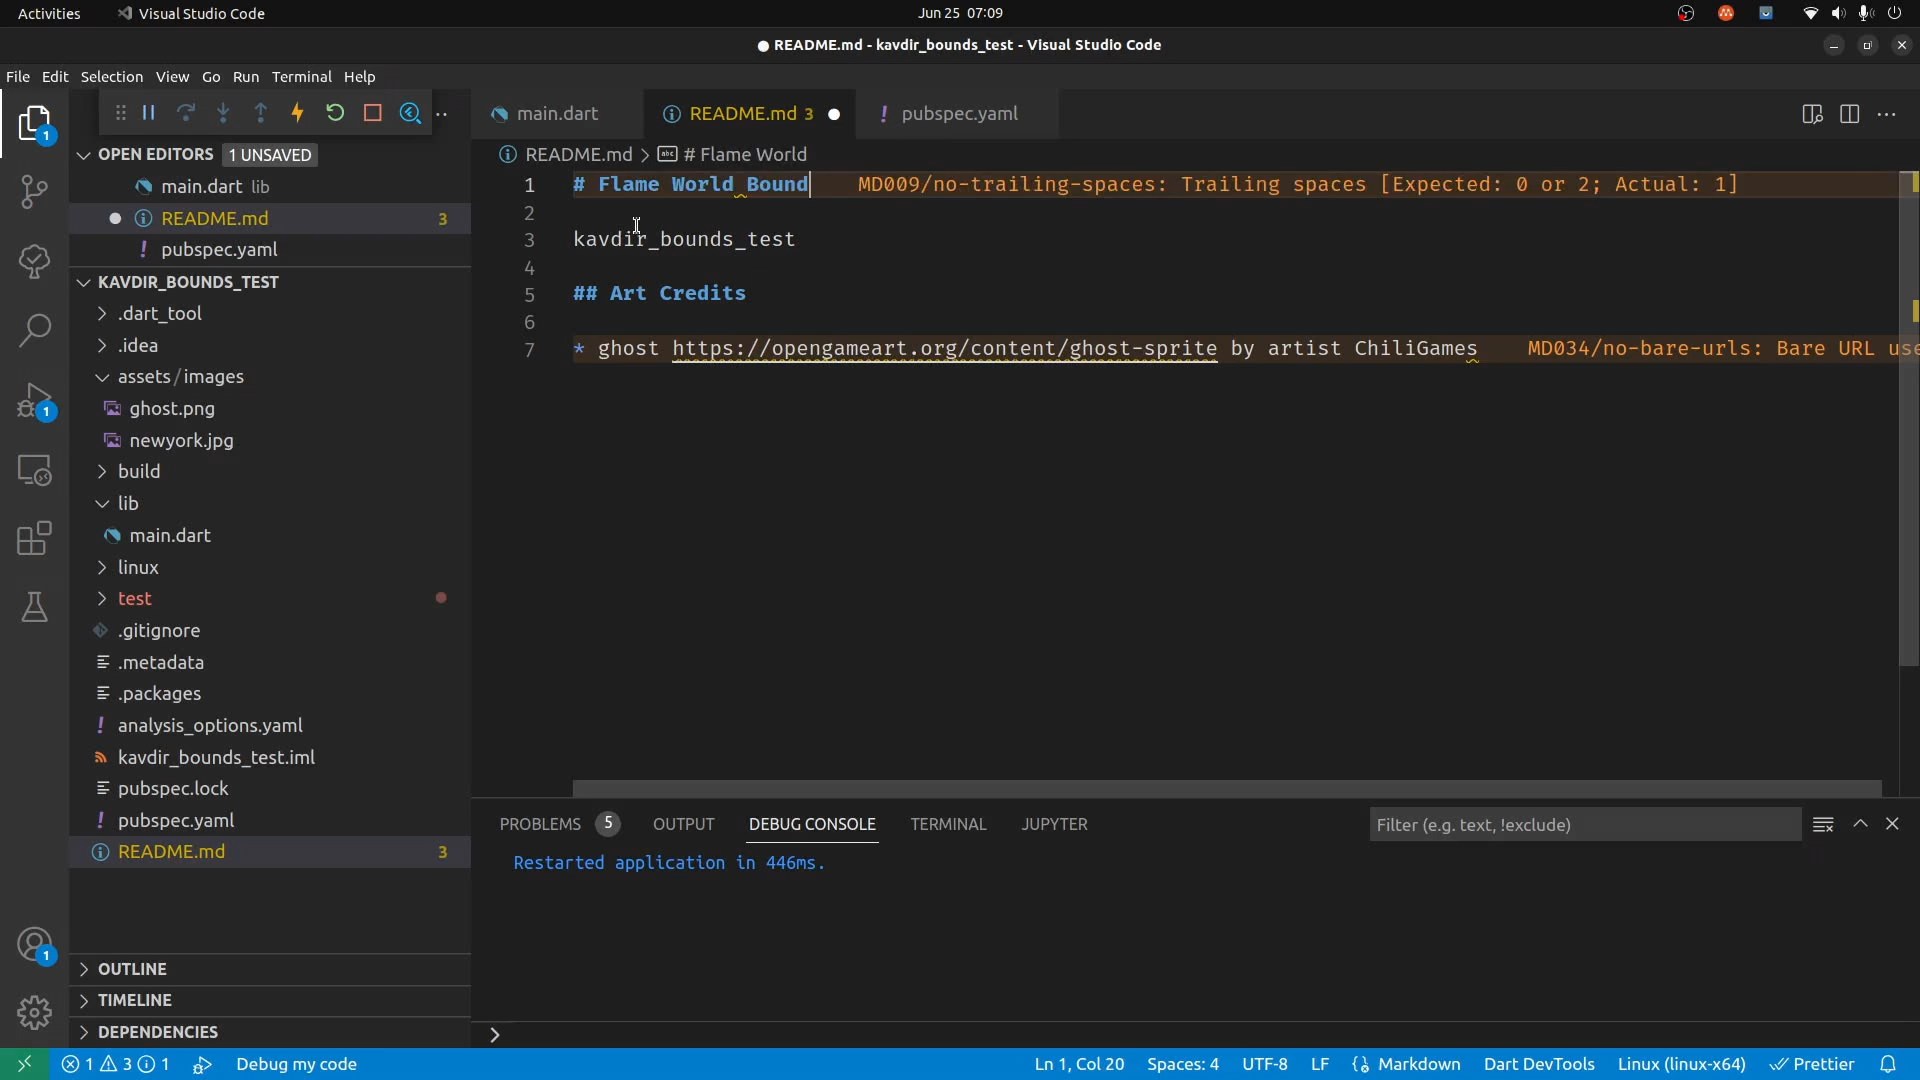 Activities
Visual Studio Code
Jun 25 07:09
● README.md - kavdir_bounds_test - Visual Studio Code
File Edit Selection View Go Run Terminal Help
main.dart
README.md 3
pubspec.yaml
OPEN EDITORS 1 UNSAVED
main.dart lib
README.md 3
pubspec.yaml
KAVDIR_BOUNDS_TEST
.dart_tool
.idea
assets/images
ghost.png
newyork.jpg
build
lib
main.dart
linux
test
.gitignore
.metadata
.packages
analysis_options.yaml
kavdir_bounds_test.iml
pubspec.lock
pubspec.yaml
README.md 3
OUTLINE
TIMELINE
DEPENDENCIES
1
1
1
README.md > # Flame World
1 # Flame World Bound MD009/no-trailing-spaces: Trailing spaces [Expected: 0 or 2; Actual: 1]
2
3 kavdir_bounds_test
4
5 ## Art Credits
6
7 * ghost https://opengameart.org/content/ghost-sprite by artist ChiliGames MD034/no-bare-urls: Bare URL use
PROBLEMS 5 OUTPUT DEBUG CONSOLE TERMINAL JUPYTER
Filter (e.g. text, !exclude)
Restarted application in 446ms.
1 3 1 Debug my code
Ln 1, Col 20 Spaces: 4 UTF-8 LF Markdown Dart DevTools Linux (linux-x64) Prettier